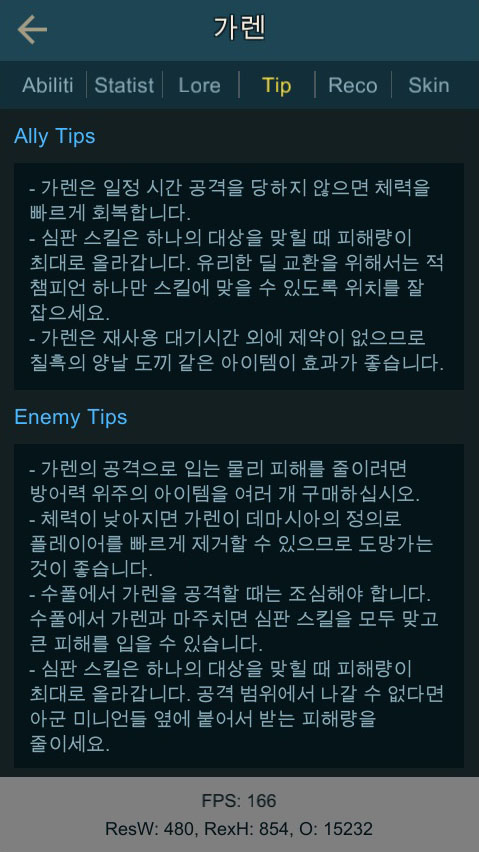 가렌
Abiliti Statist Lore Tip Reco Skin
Ally Tips
- 가렌은 일정 시간 공격을 당하지 않으면 체력을
빠르게 회복합니다.
- 심판 스킬은 하나의 대상을 맞힐 때 피해량이
최대로 올라갑니다. 유리한 딜 교환을 위해서는 적
챔피언 하나만 스킬에 맞을 수 있도록 위치를 잘
잡으세요.
- 가렌은 재사용 대기시간 외에 제약이 없으므로
칠흑의 양날 도끼 같은 아이템이 효과가 좋습니다.
Enemy Tips
- 가렌의 공격으로 입는 물리 피해를 줄이려면
방어력 위주의 아이템을 여러 개 구매하십시오.
- 체력이 낮아지면 가렌이 데마시아의 정의로
플레이어를 빠르게 제거할 수 있으므로 도망가는
것이 좋습니다.
- 수풀에서 가렌을 공격할 때는 조심해야 합니다.
수풀에서 가렌과 마주치면 심판 스킬을 모두 맞고
큰 피해를 입을 수 있습니다.
- 심판 스킬은 하나의 대상을 맞힐 때 피해량이
최대로 올라갑니다. 공격 범위에서 나갈 수 없다면
아군 미니언들 옆에 붙어서 받는 피해량을
줄이세요.
FPS: 166
ResW: 480, RexH: 854, O: 15232